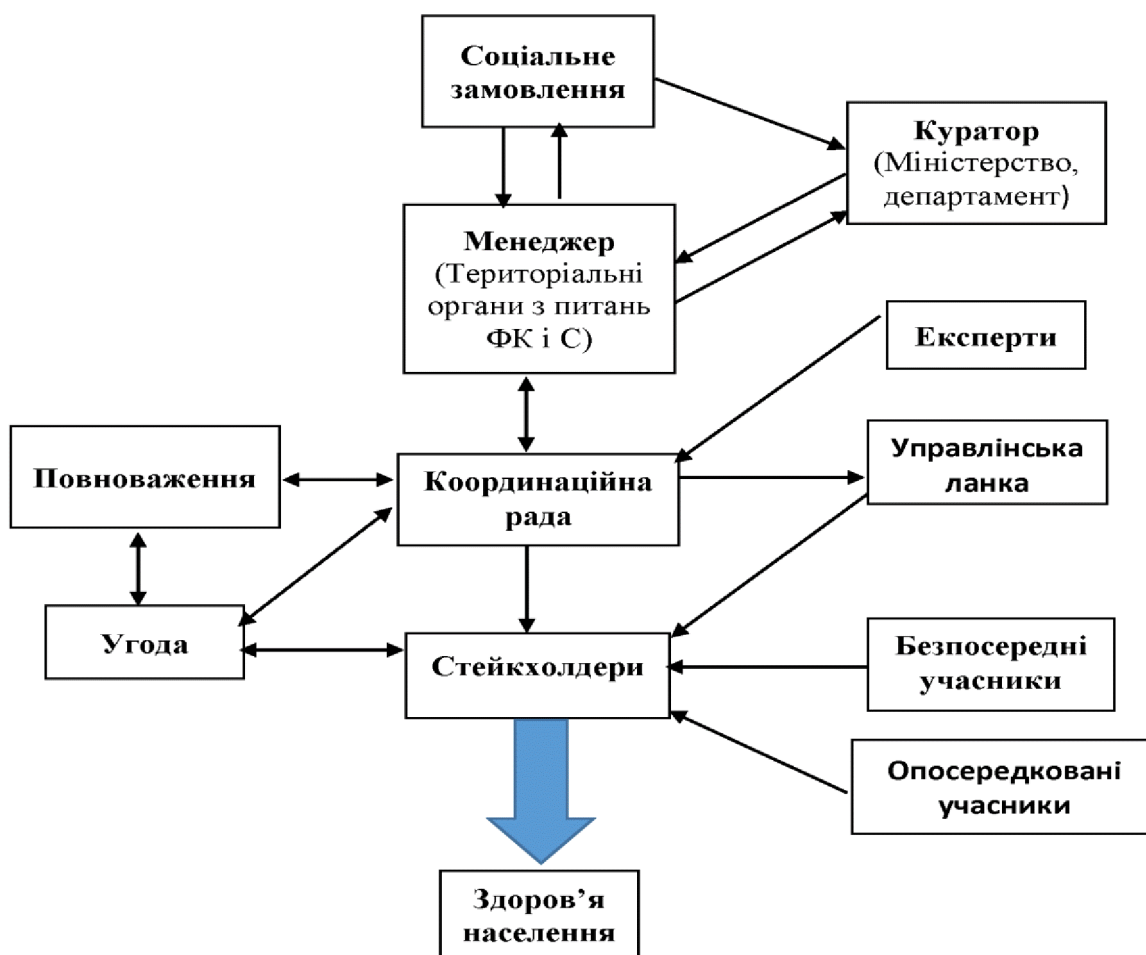 Соціальне
замовлення
Куратор
(Міністерство,
департамент)
Менеджер
(Територіальні
органи з питань
ФК і С)
Експерти
Управлінська
ланка
Повноваження
Координаційна
рада
Угода
Стейкхолдери
Безпосередні
учасники
Опосередковані
учасники
Здоров’я
населення